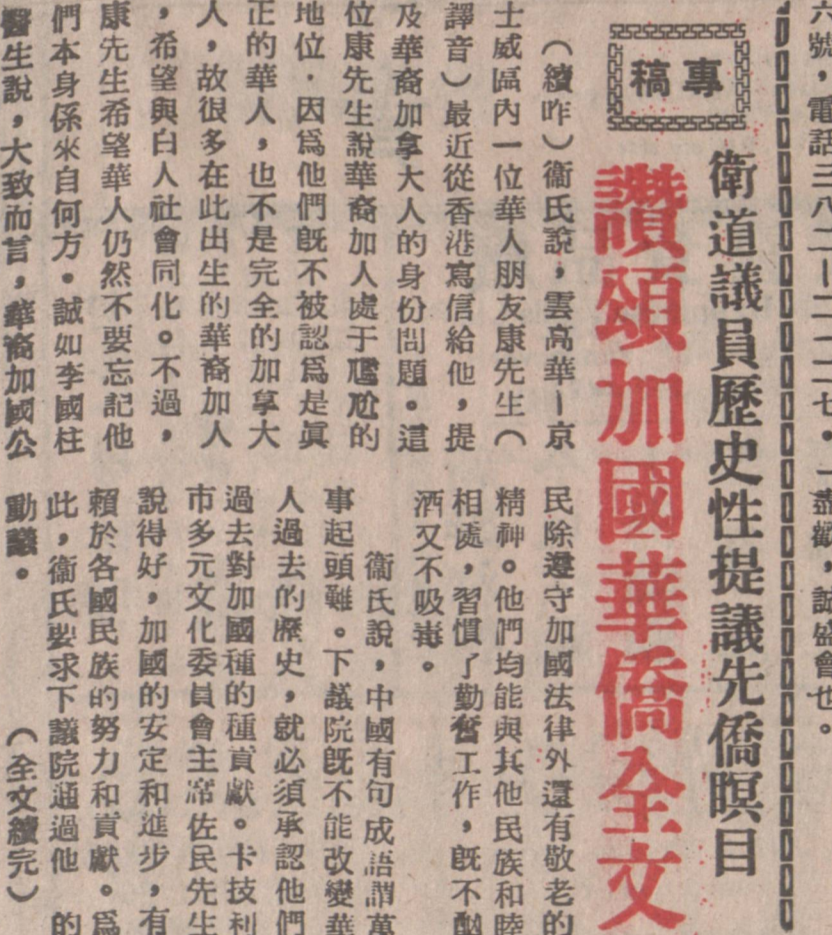 六號，電話三八二—二一二七。
盡歡，誠盛會也。
專稿
衛道議員歷史性提議先僑暝目
讚頌加國華僑全文
（續昨）衞氏說，雲高華—京
士威區內一位華人朋友康先生（
譯音）最近從香港寫信給他，提
及華裔加拿大人的身份問題。這
位康先生說華裔加人處于尷尬的
地位．因爲他們既不被認爲是眞
正的華人，也不是完全的加拿大
人，故很多在此出生的華裔加人
，希望與白人社會同化。不過，
康先生希望華人仍然不要忘記他
們本身係來自何方。誠如李國柱
醫生說，大致而言，華裔加國公
民除遵守加國法律外還有敬老的
精神。他們均能與其他民族和睦
相處，習慣了勤奮工作，既不酗
酒又不吸毒。
衞氏說，中國有句成語謂萬
事起頭難。下議院既不能改變華
人過去的歷史，就必須承認他們
過去對加國種的種貢獻。卡技利
市多元文化委員會主席佐民先生
說得好，加國的安定和進步，有
賴於各國民族的努力和貢獻。爲
此，衞氏要求下議院通過他　的
動議。　（全文續完）